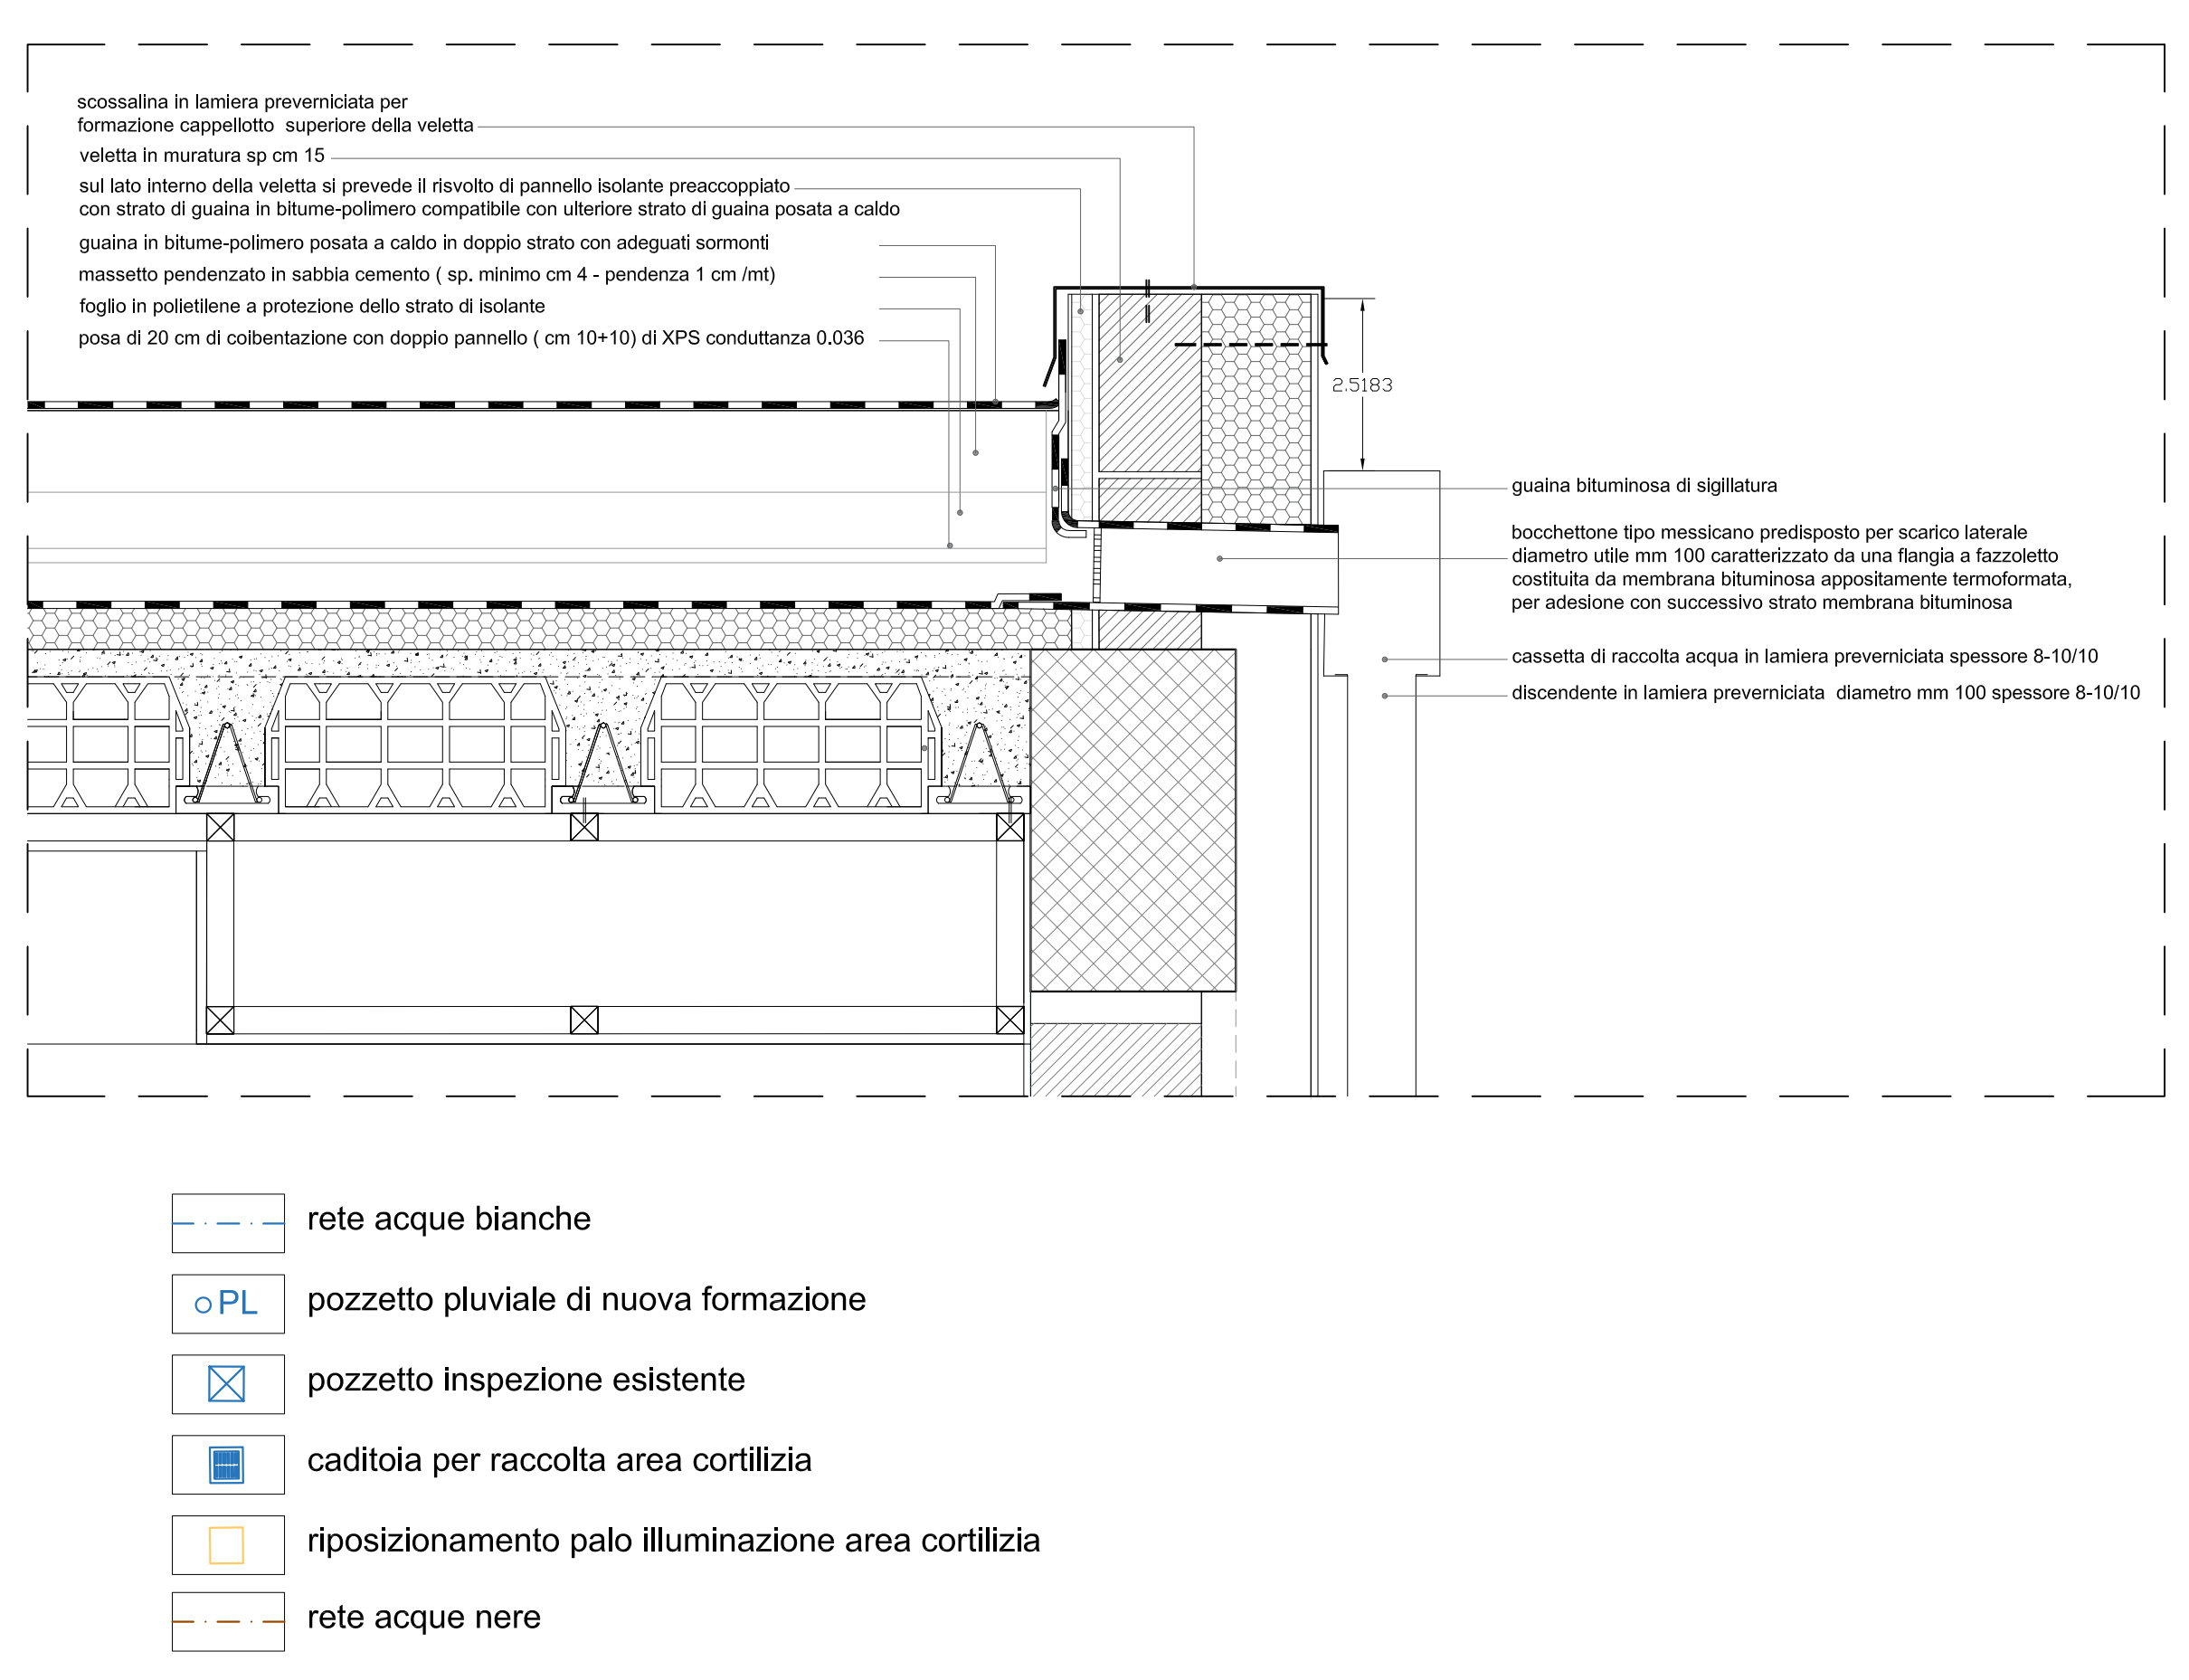 scossalina in lamiera preverniciata per
formazione cappellotto superiore della veletta
veletta in muratura sp cm 15
sul lato interno della veletta si prevede il risvolto di pannello isolante preaccoppiato
con strato di guaina in bitume-polimero compatibile con ulteriore strato di guaina posata a caldo
guaina in bitume-polimero posata a caldo in doppio strato con adeguati sormonti
massetto pendenzato in sabbia cemento ( sp. minimo cm 4 - pendenza 1 cm /mt)
foglio in polietilene a protezione dello strato di isolante
posa di 20 cm di coibentazione con doppio pannello ( cm 10+10) di XPS conduttanza 0.036
2.5183
guaina bituminosa di sigillatura
bocchettone tipo messicano predisposto per scarico laterale
diametro utile mm 100 caratterizzato da una flangia a fazzoletto
costituita da membrana bituminosa appositamente termoformata,
per adesione con successivo strato membrana bituminosa
cassetta di raccolta acqua in lamiera preverniciata spessore 8-10/10
discendente in lamiera preverniciata diametro mm 100 spessore 8-10/10
rete acque bianche
PL pozzetto pluviale di nuova formazione
pozzetto inspezione esistente
caditoia per raccolta area cortilizia
riposizionamento palo illuminazione area cortilizia
rete acque nere